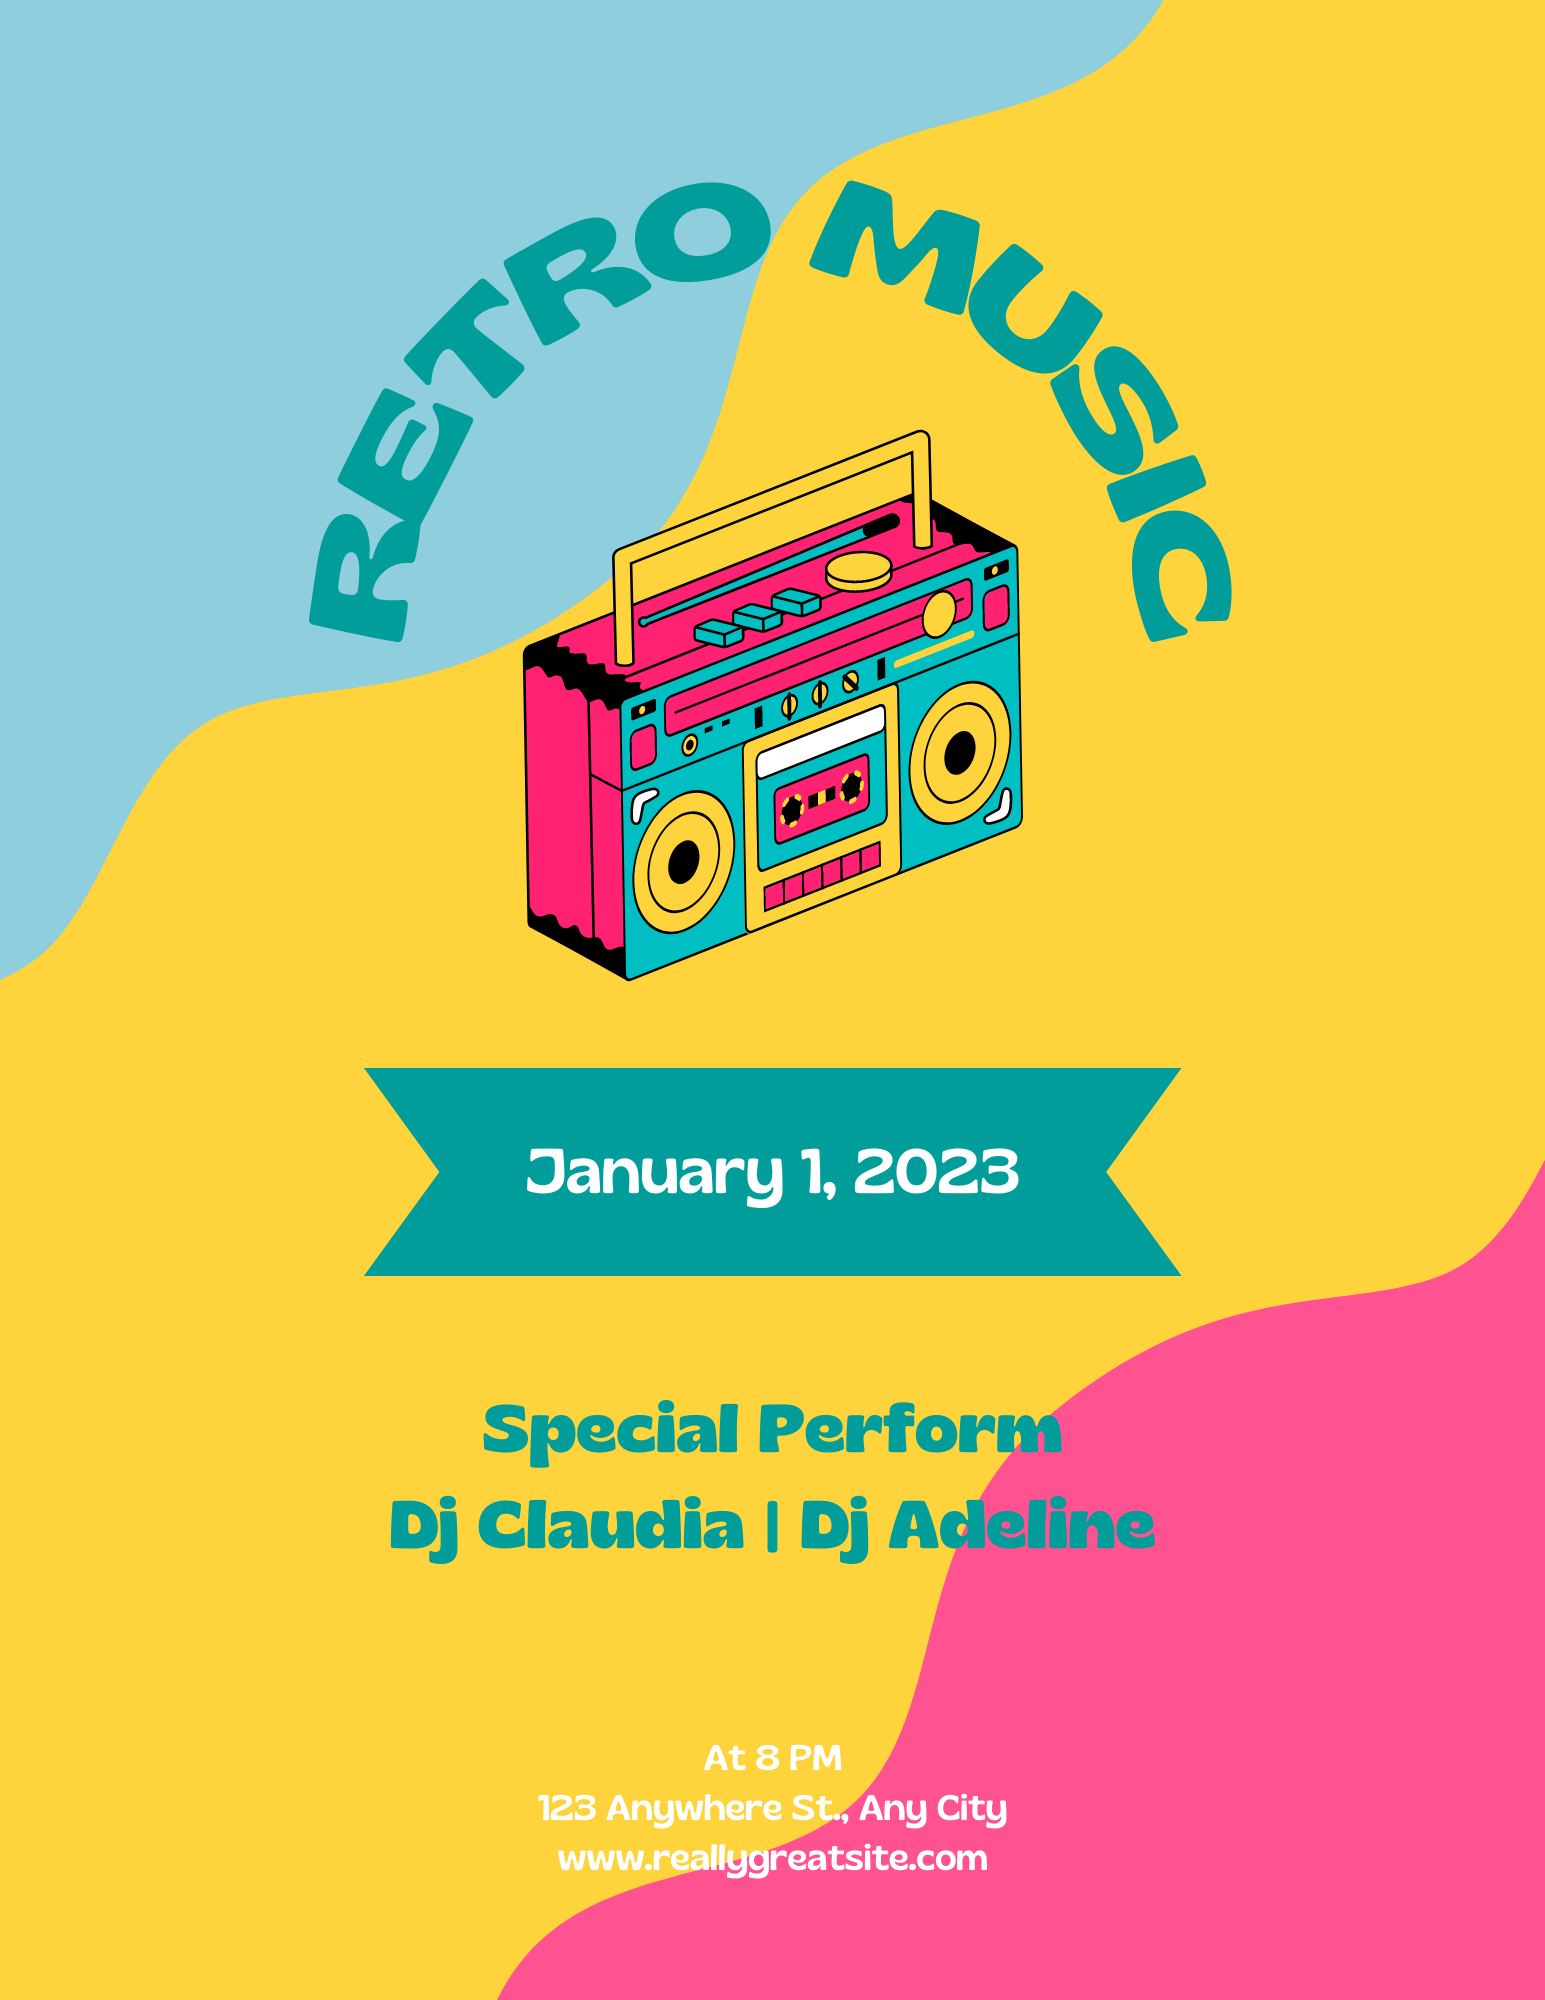 RETRO MUSIC
January 1, 2023
Special Perform
Dj Claudia | Dj Adeline
At 8 PM
123 Anywhere St., Any City
www.reallygreatsite.com